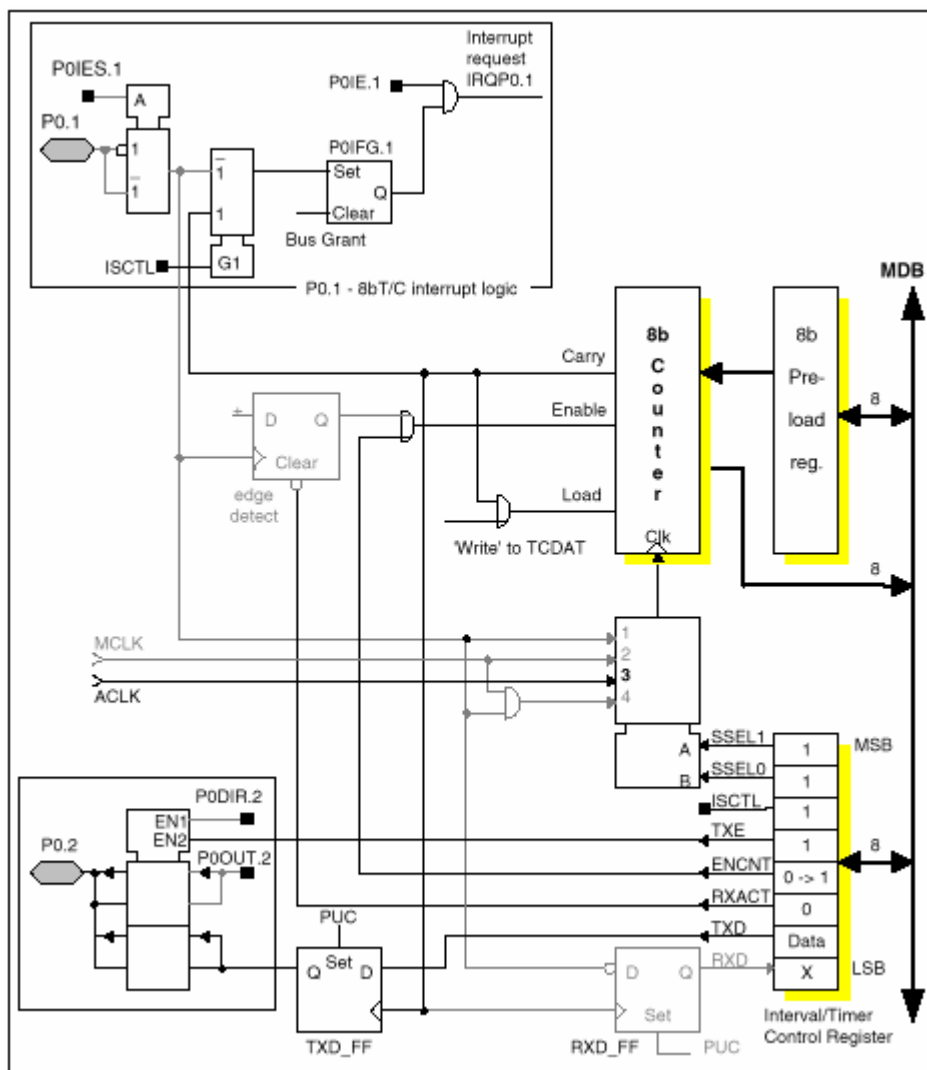 Interrupt
request
IRQP0.1
P0IES.1
P0IE.1
A
P0.1
1
1
P0IFG.1
1
Set
Q
1
Clear
Bus Grant
ISCTL
G1
P0.1 - 8bT/C interrupt logic
MDB
8b
Counter
8b
Pre-
load
reg.
Carry
8
Enable
+
D
Q
Clear
edge
detect
Load
'Write' to TCDAT
Clk
8
MCLK
ACLK
1
2
3
4
A
B
SSEL1
1
MSB
SSEL0
1
ISCTL
1
TXE
1
8
ENCNT
0 -> 1
RXACT
0
TXD
Data
RXD
X
LSB
P0DIR.2
EN1
EN2
P0.2
P0OUT.2
PUC
Set
Q
D
TXD_FF
D
Q
Set
RXD_FF
PUC
Interval/Timer
Control Register